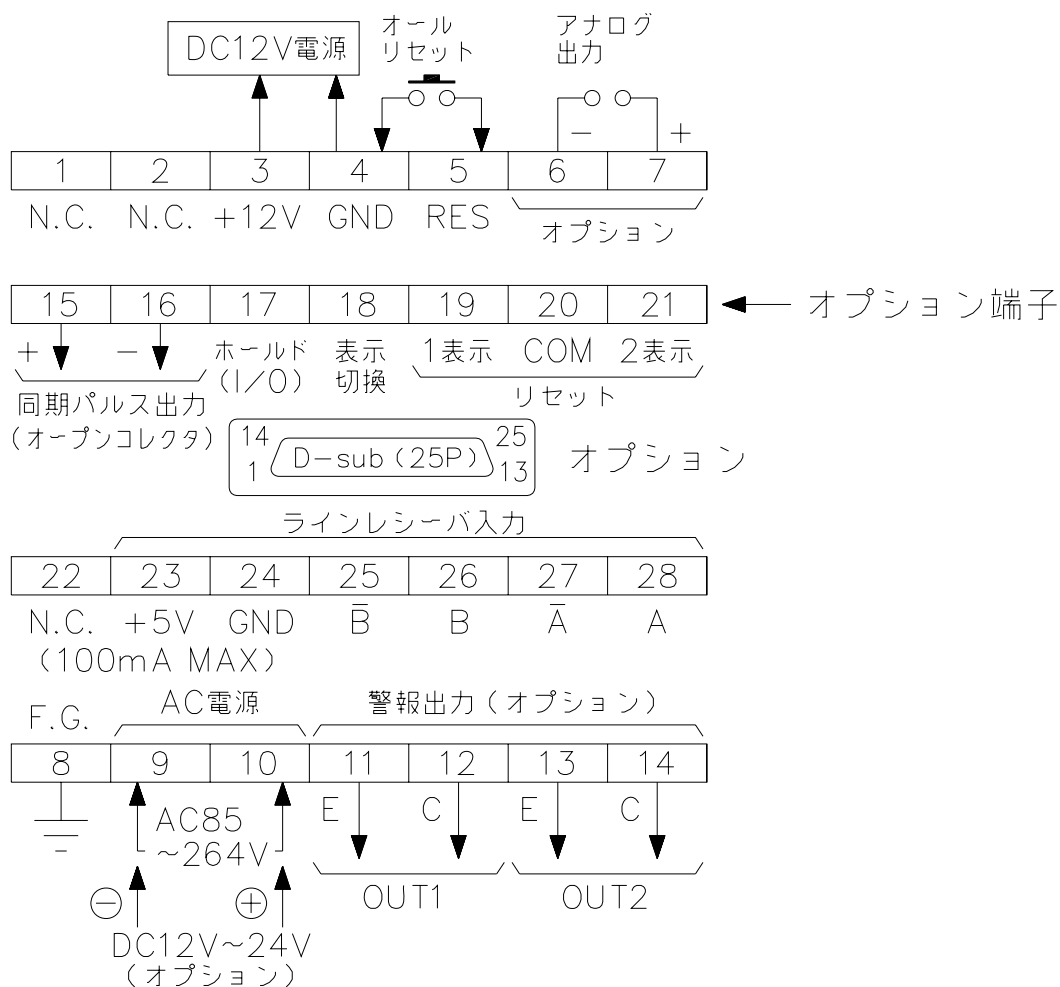 オール
リセット
アナログ
出力
DC12V電源
− +
1 2 3 4 5 6 7
N.C. N.C. +12V GND RES
オプション
15 16 17 18 19 20 21
オプション端子
+ −
ホールド
(I/O)
表示
切換
1表示 COM 2表示
リセット
同期パルス出力
(オープンコレクタ)
14 25
1 D-sub(25P) 13
オプション
ラインレシーバ入力
22 23 24 25 26 27 28
N.C. +5V GND B̅ B A̅ A
(100mA MAX)
F.G.
AC電源
警報出力(オプション)
8 9 10 11 12 13 14
E C E C
AC85
~264V
OUT1 OUT2
⊖ ⊕
DC12V~24V
(オプション)